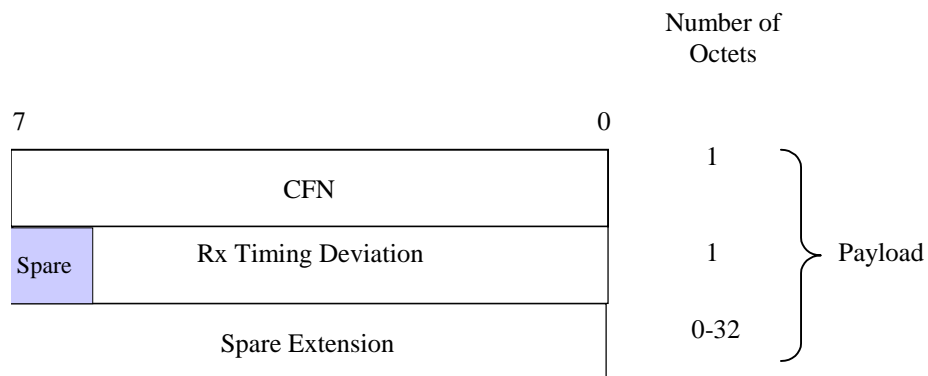 Number of
Octets
7 0
CFN 1
Spare Rx Timing Deviation 1 Payload
Spare Extension 0-32